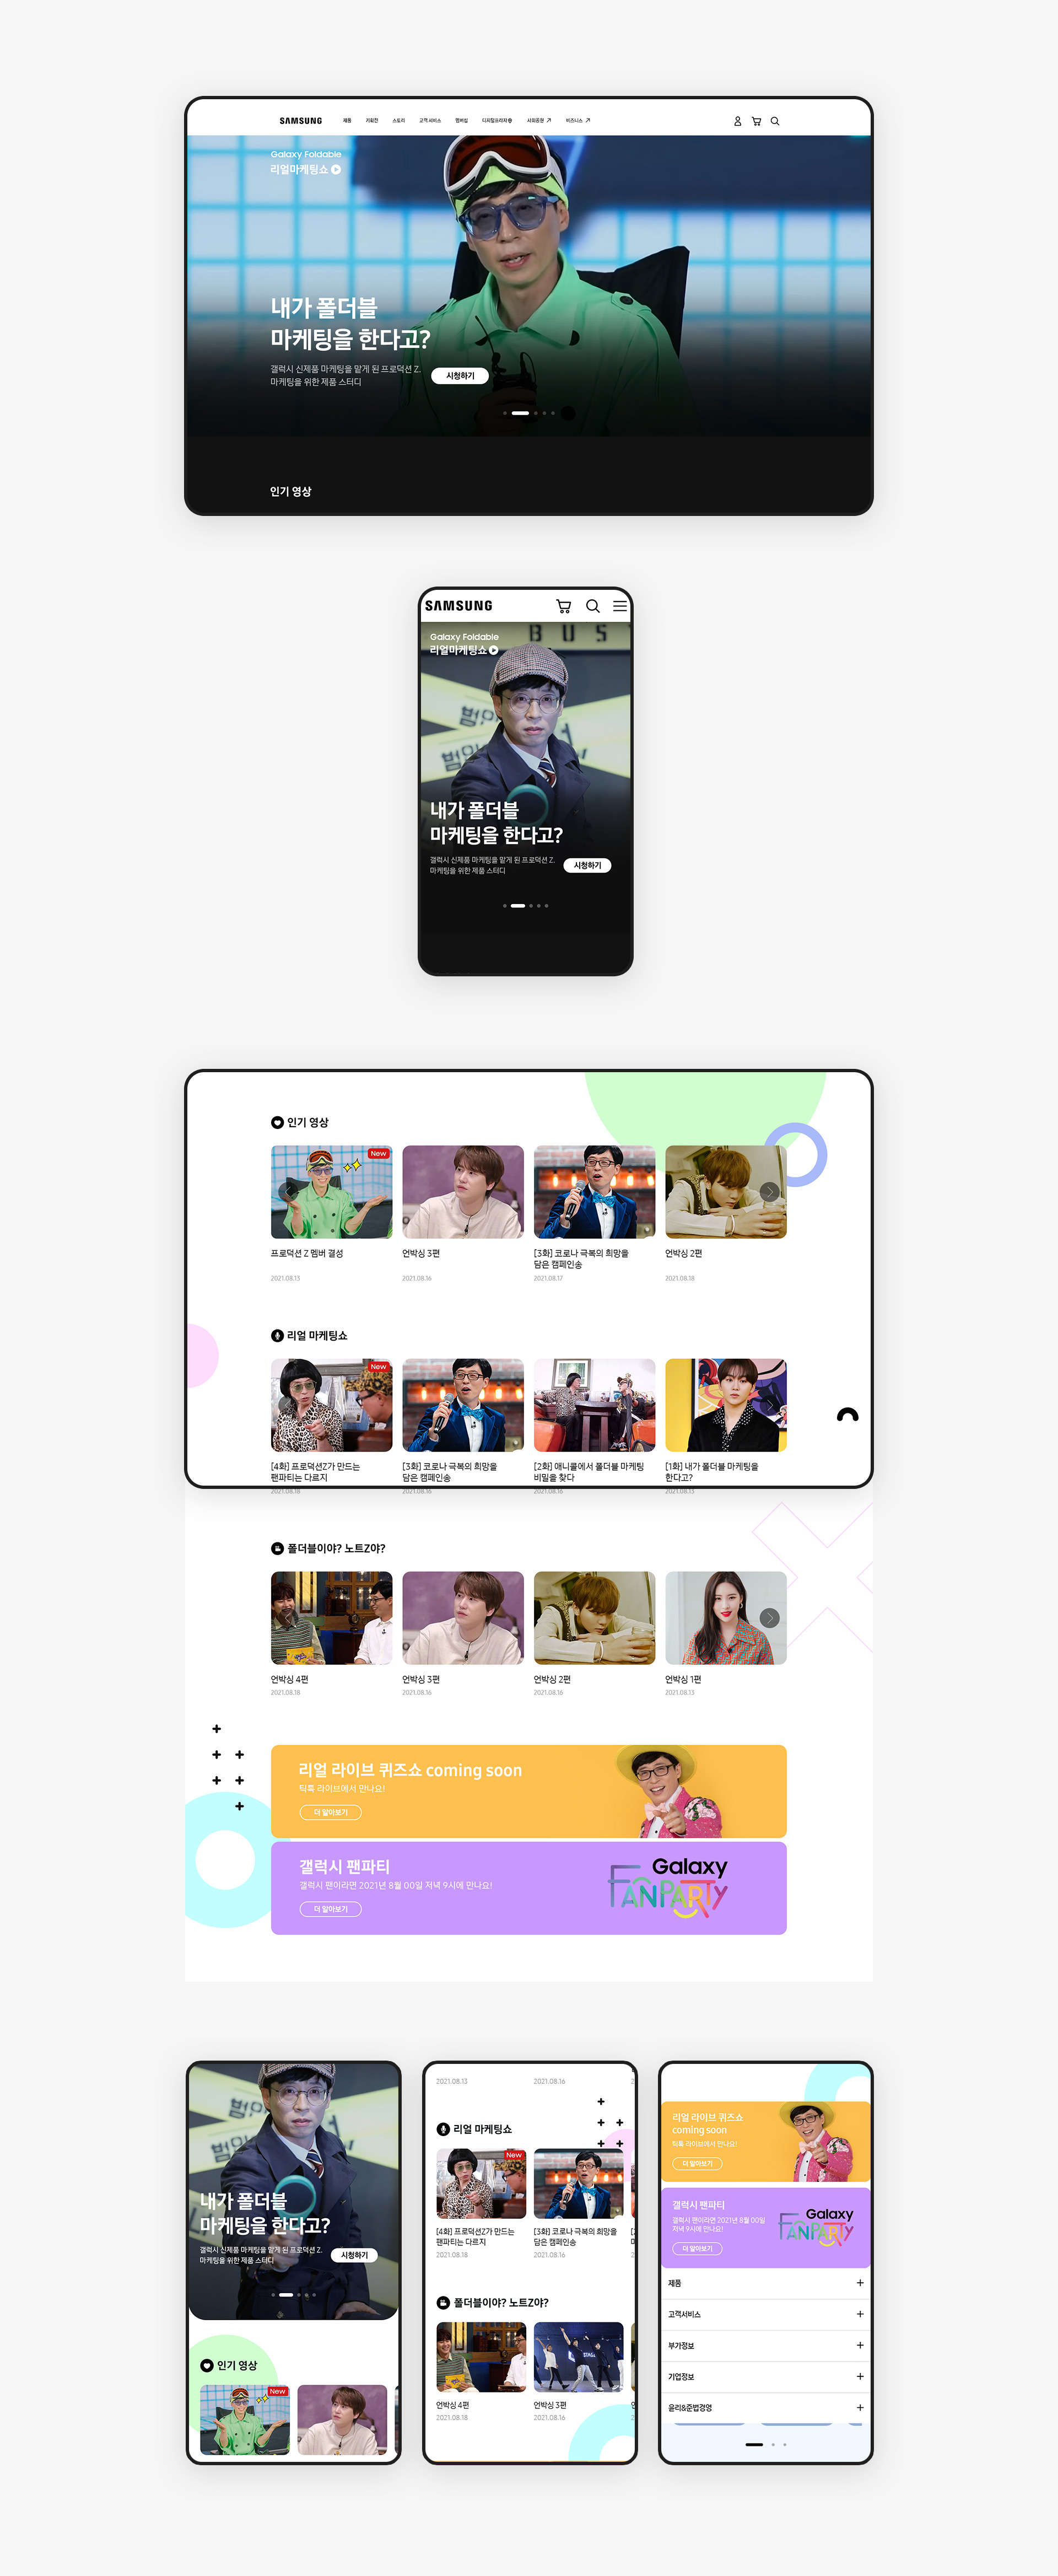 SAMSUNG 제품 기획전 스토리 고객 서비스 멤버십 디지털프라자 사회공헌 비즈니스
Galaxy Foldable
리얼마케팅쇼
내가 폴더블
마케팅을 한다고?
갤럭시 신제품 마케팅을 맡게 된 프로덕션 Z.
마케팅을 위한 제품 스터디
시청하기
인기 영상
SAMSUNG
BUS
Galaxy Foldable
리얼마케팅쇼
내가 폴더블
마케팅을 한다고?
갤럭시 신제품 마케팅을 맡게 된 프로덕션 Z.
마케팅을 위한 제품 스터디
시청하기
인기 영상
New
프로덕션 Z 멤버 결성
2021.08.13
언박싱 3편
2021.08.16
[3화] 코로나 극복의 희망을
담은 캠페인송
2021.08.17
언박싱 2편
2021.08.18
리얼 마케팅쇼
New
[4화] 프로덕션Z가 만드는
팬파티는 다르지
2021.08.18
[3화] 코로나 극복의 희망을
담은 캠페인송
2021.08.16
[2화] 애니콜에서 폴더블 마케팅
비밀을 찾다
2021.08.16
[1화] 내가 폴더블 마케팅을
한다고?
2021.08.13
폴더블이야? 노트Z야?
언박싱 4편
2021.08.18
언박싱 3편
2021.08.16
언박싱 2편
2021.08.16
언박싱 1편
2021.08.13
리얼 라이브 퀴즈쇼 coming soon
틱톡 라이브에서 만나요!
더 알아보기
갤럭시 팬파티
갤럭시 팬이라면 2021년 8월 00일 저녁 9시에 만나요!
더 알아보기
Galaxy
FANPARTY
내가 폴더블
마케팅을 한다고?
갤럭시 신제품 마케팅을 맡게 된 프로덕션 Z.
마케팅을 위한 제품 스터디
시청하기
인기 영상
New
2021.08.13
2021.08.16
리얼 마케팅쇼
New
[4화] 프로덕션Z가 만드는
팬파티는 다르지
2021.08.18
[3화] 코로나 극복의 희망을
담은 캠페인송
2021.08.16
폴더블이야? 노트Z야?
언박싱 4편
2021.08.18
언박싱 3편
2021.08.16
리얼 라이브 퀴즈쇼
coming soon
틱톡 라이브에서 만나요!
더 알아보기
갤럭시 팬파티
갤럭시 팬이라면 2021년 8월 00일
저녁 9시에 만나요!
더 알아보기
Galaxy
FANPARTY
제품
고객서비스
부가정보
기업정보
윤리&준법경영